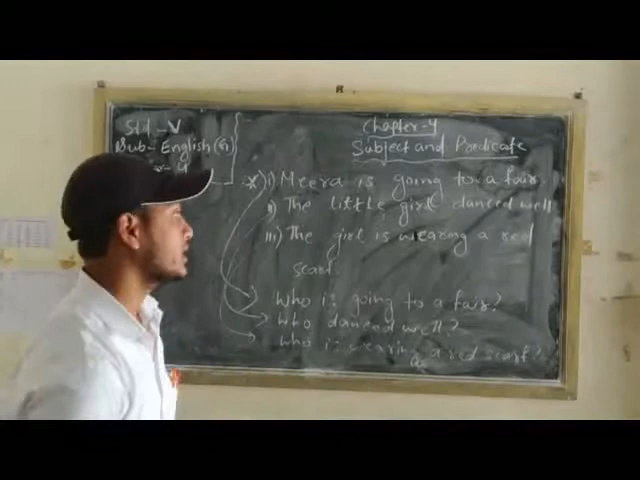 Std - V
Sub - English(G)
Chapter-4
Subject and Predicate
* i) Meera is going to a fair.
ii) The little girl danced well
iii) The girl is wearing a red
scarf.
Who is going to a fair?
Who danced well?
Who is wearing a red scarf?